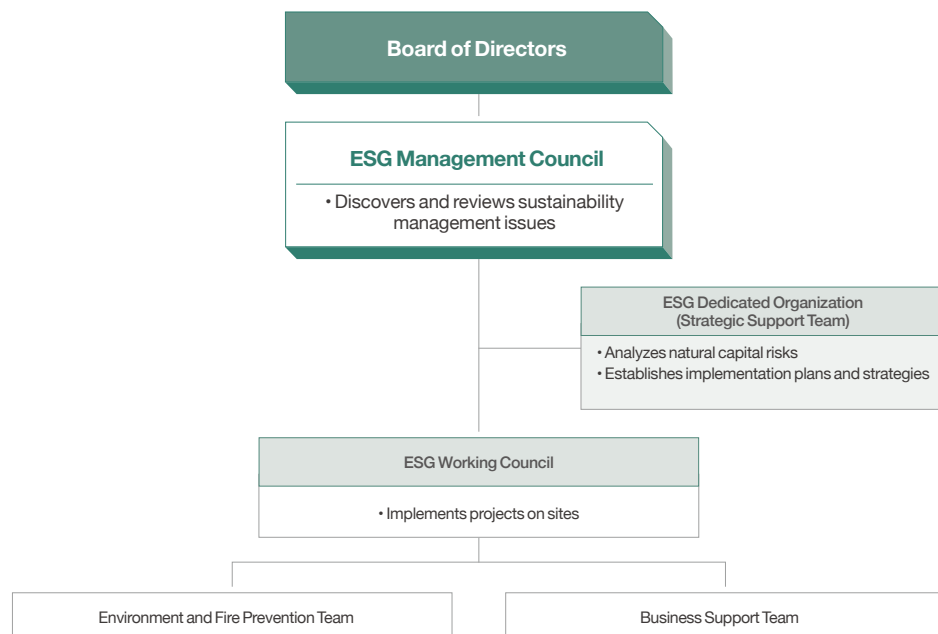 Board of Directors
ESG Management Council
• Discovers and reviews sustainability
management issues
ESG Dedicated Organization
(Strategic Support Team)
• Analyzes natural capital risks
• Establishes implementation plans and strategies
ESG Working Council
• Implements projects on sites
Environment and Fire Prevention Team
Business Support Team